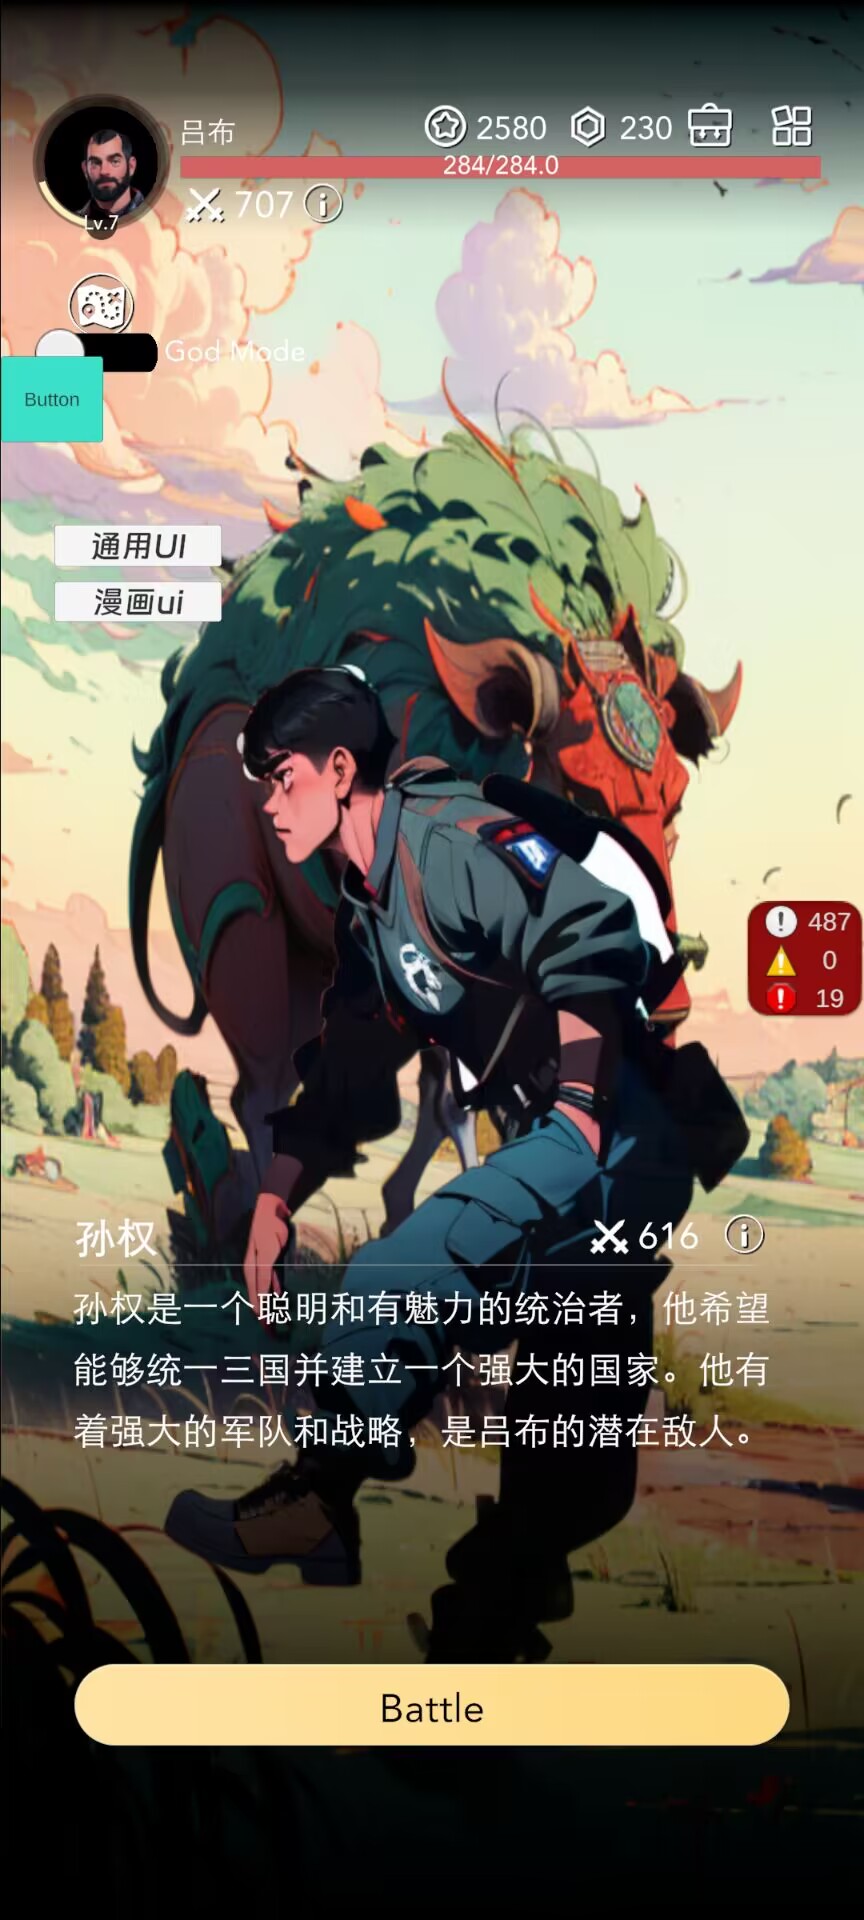 吕布
2580
230
284/284.0
707
Lv.7
God Mode
Button
通用UI
漫画ui
487
0
19
孙权
616
孙权是一个聪明和有魅力的统治者，他希望
能够统一三国并建立一个强大的国家。他有
着强大的军队和战略，是吕布的潜在敌人。
Battle